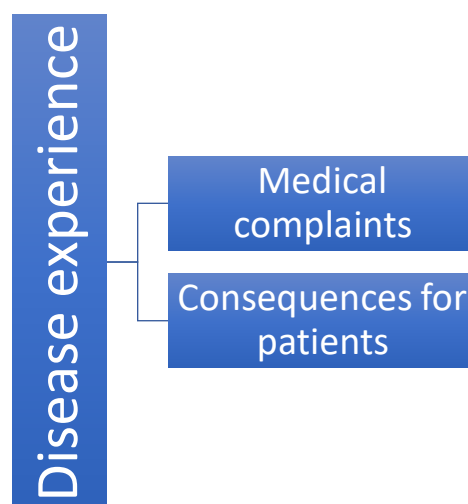 Disease experience
Medical
complaints
Consequences for
patients